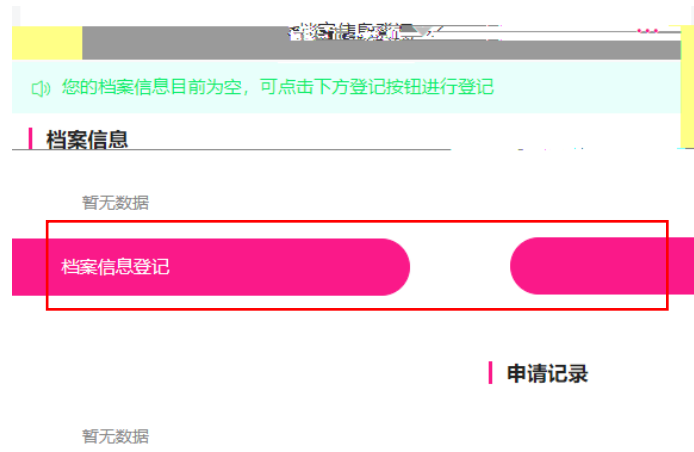 您的档案信息目前为空，可点击下方登记按钮进行登记
档案信息
暂无数据
档案信息登记
申请记录
暂无数据